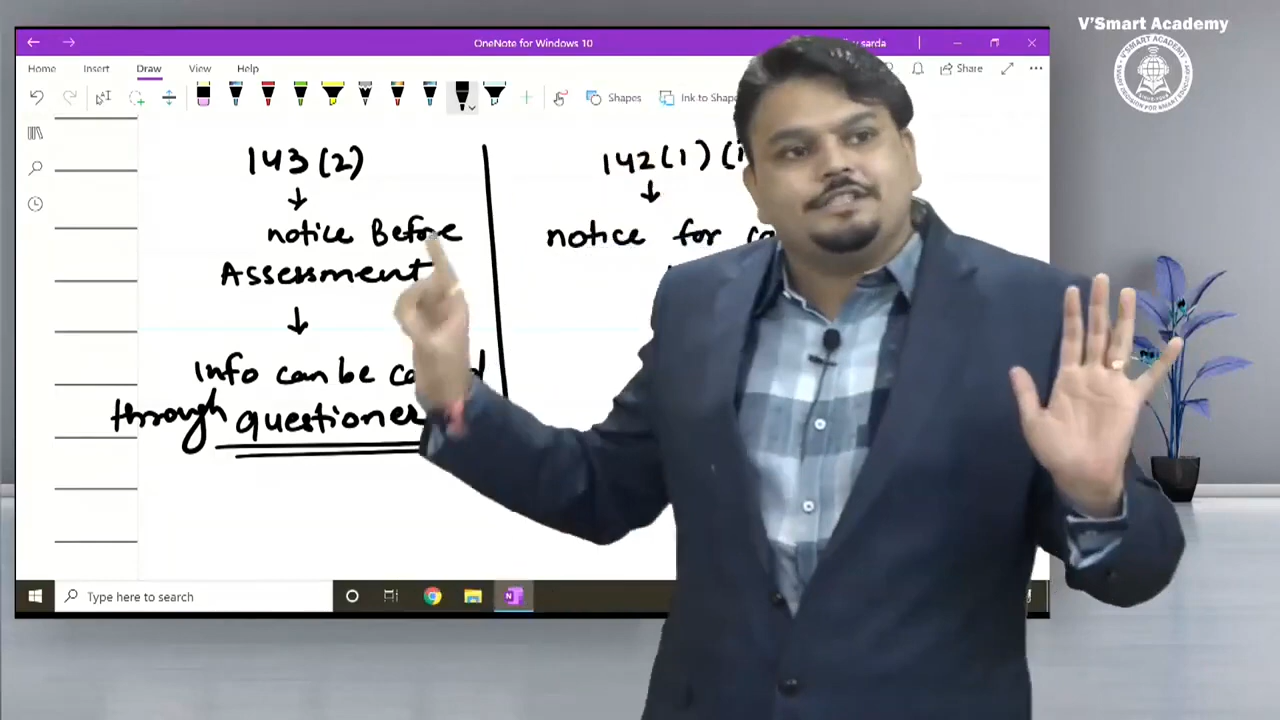 V'Smart Academy
OneNote for Windows 10
sarda
Home Insert Draw View Help
Share
Shapes
Ink to Shape
143(2)
↓
notice Before
Assessment
↓
Info can be
through questioner
142(1)(
↓
notice for
Type here to search